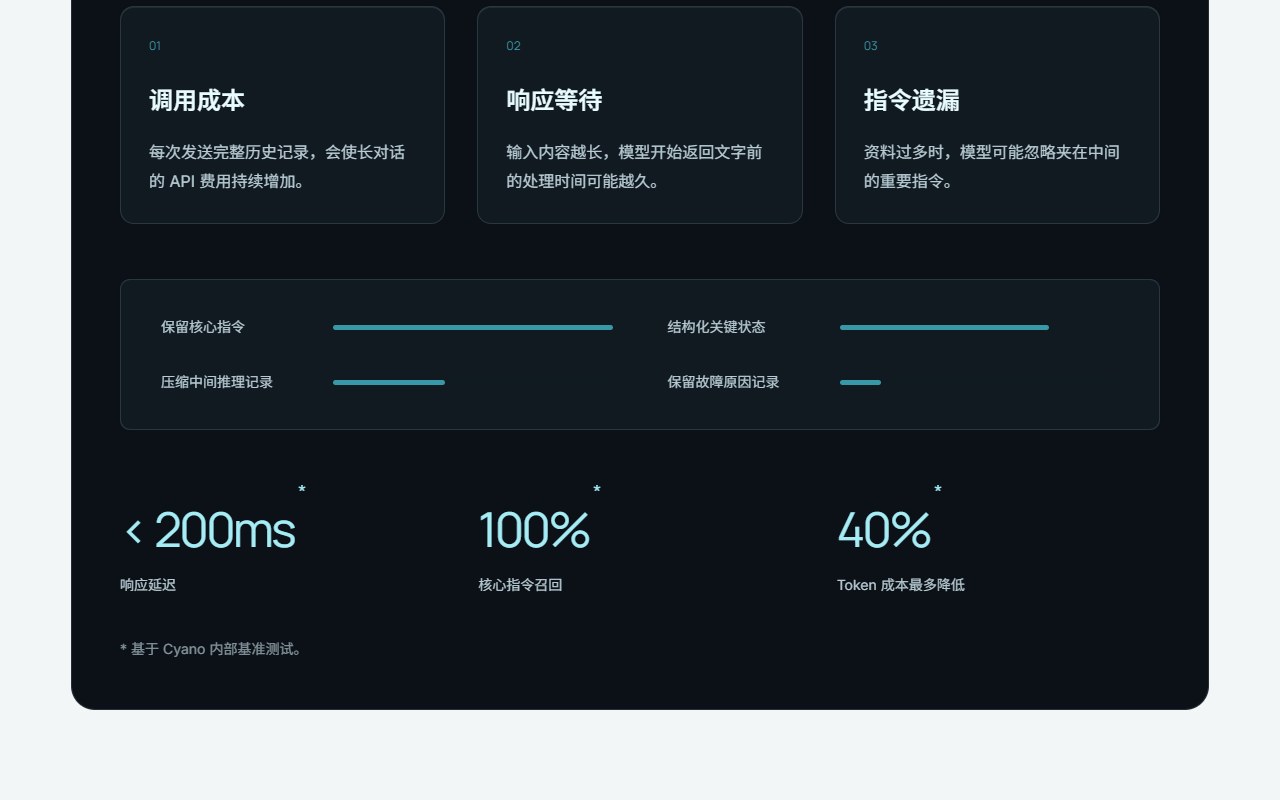 01
调用成本
每次发送完整历史记录，会使长对话
的 API 费用持续增加。
02
响应等待
输入内容越长，模型开始返回文字前
的处理时间可能越久。
03
指令遗漏
资料过多时，模型可能忽略夹在中间
的重要指令。
保留核心指令
结构化关键状态
压缩中间推理记录
保留故障原因记录
< 200ms*
响应延迟
100%*
核心指令召回
40%*
Token 成本最多降低
* 基于 Cyano 内部基准测试。